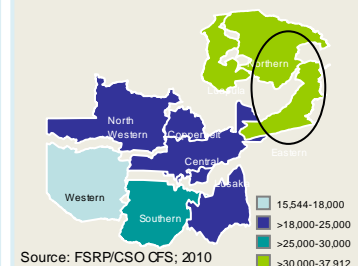 Northern
Luapula
North
Western
Copperbelt
Eastern
Central
Lusaka
Western
Southern
15,544-18,000
>18,000-25,000
>25,000-30,000
>30,000-37,912
Source: FSRP/CSO CFS; 2010